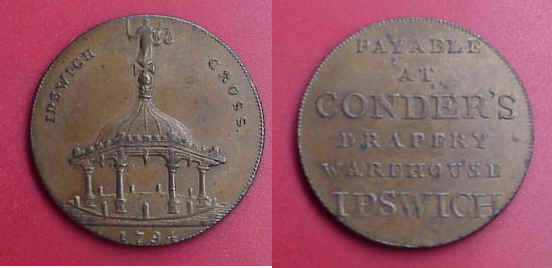 IPSWICH CROSS.
1794
PAYABLE
AT
CONDER'S
DRAPERY
WAREHOUSE
IPSWICH